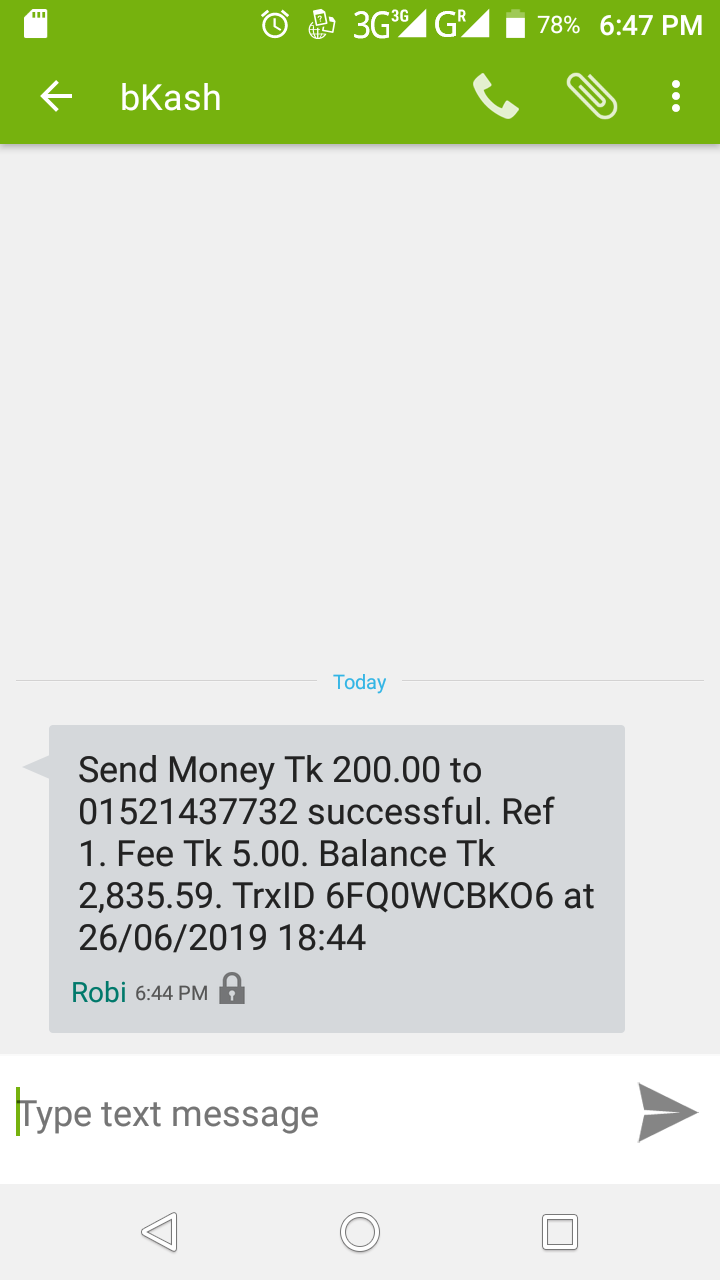 3G 3G G R 78% 6:47 PM
bKash
Today
Send Money Tk 200.00 to
01521437732 successful. Ref
1. Fee Tk 5.00. Balance Tk
2,835.59. TrxID 6FQ0WCBKO6 at
26/06/2019 18:44
Robi 6:44 PM
Type text message